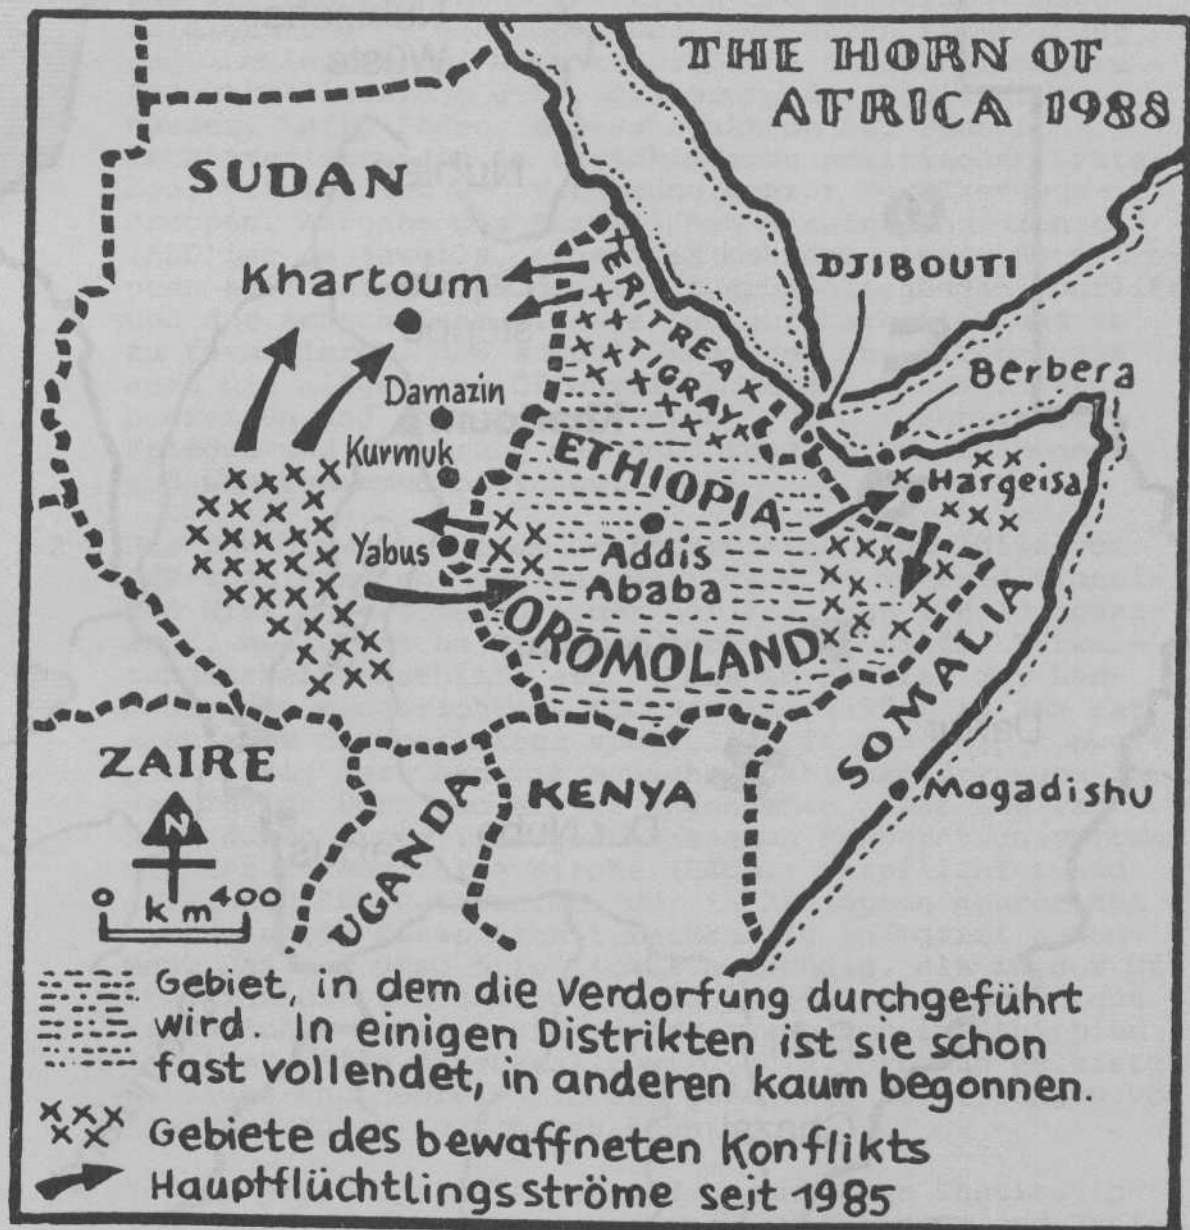 THE HORN OF
AFRICA 1988
SUDAN
Khartoum
ERITREA
TIGRAY
DJIBOUTI
Berbera
Damazin
Kurmuk
ETHIOPIA
Hargeisa
Yabus
Addis
Ababa
OROMOLAND
SOMALIA
ZAIRE
UGANDA
KENYA
Mogadishu
N
0 km 400
Gebiet, in dem die Verdorfung durchgeführt
wird. In einigen Distrikten ist sie schon
fast vollendet, in anderen kaum begonnen.
Gebiete des bewaffneten Konflikts
Hauptflüchtlingsströme seit 1985